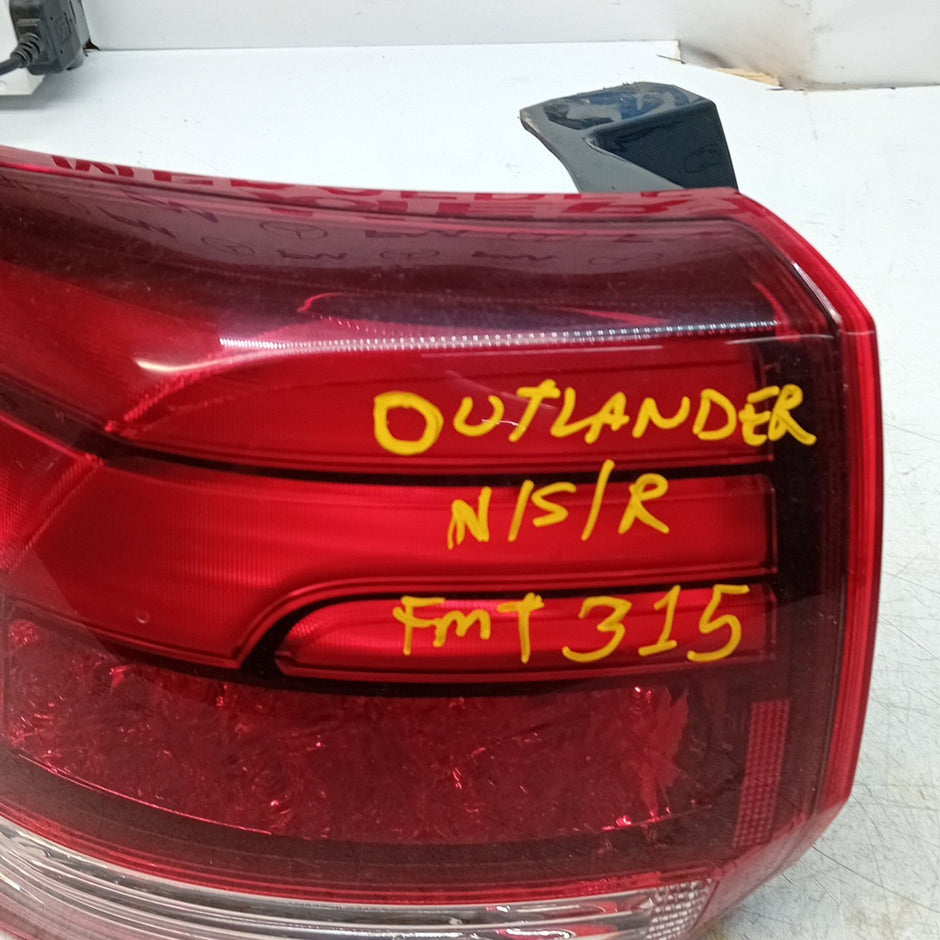 OUTLANDER
N/S/R
FMT 315